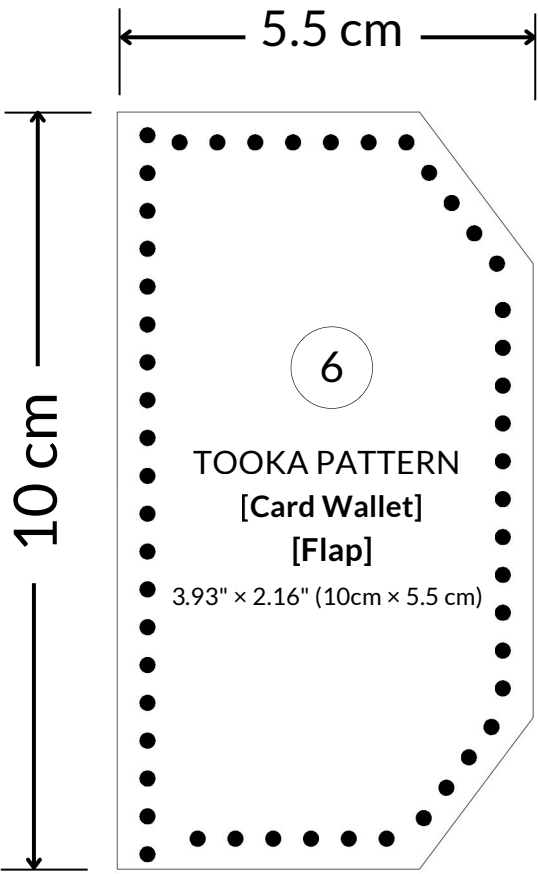 5.5 cm
10 cm
6
TOOKA PATTERN
[Card Wallet]
[Flap]
3.93" × 2.16" (10cm × 5.5 cm)